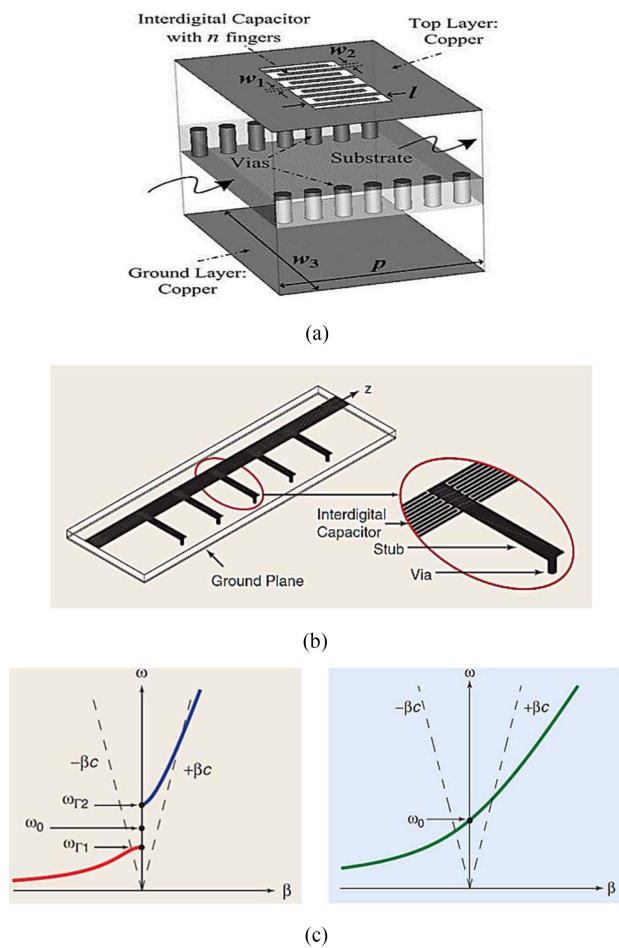 Interdigital Capacitor
with n fingers
Top Layer:
Copper
w2
w1
l
Vias
Substrate
w3
p
Ground Layer:
Copper
(a)
z
Interdigital
Capacitor
Stub
Via
Ground Plane
(b)
ω
−βc
+βc
ωΓ2
ω0
ωΓ1
β
ω
−βc
+βc
ω0
β
(c)